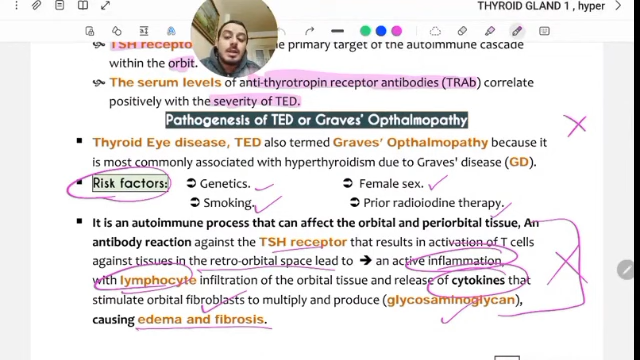 THYROID GLAND 1 , hyper
TSH receptor the primary target of the autoimmune cascade
within the orbit.
The serum levels of anti-thyrotropin receptor antibodies (TRAb) correlate
positively with the severity of TED.
Pathogenesis of TED or Graves' Opthalmopathy
Thyroid Eye disease, TED also termed Graves' Opthalmopathy because it
is most commonly associated with hyperthyroidism due to Graves' disease (GD).
Risk factors: Genetics. Female sex.
Smoking. Prior radioiodine therapy.
It is an autoimmune process that can affect the orbital and periorbital tissue, An
antibody reaction against the TSH receptor that results in activation of T cells
against tissues in the retro-orbital space lead to → an active inflammation,
with lymphocyte infiltration of the orbital tissue and release of cytokines that
stimulate orbital fibroblasts to multiply and produce (glycosaminoglycan),
causing edema and fibrosis.